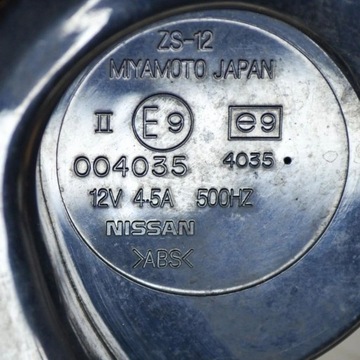 ZS-12
MIYAMOTO JAPAN
II E9 e9
004035 4035
12V 4.5A 500HZ
NISSAN
>ABS<